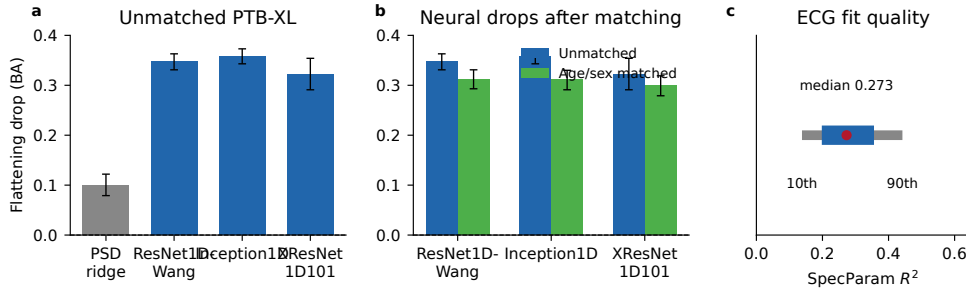 a
Unmatched PTB-XL
Flattening drop (BA)
0.4
0.3
0.2
0.1
0.0
PSD
ridge
ResNet1D-
Wang
Inception1D
XResNet
1D101
b
Neural drops after matching
Unmatched
Age/sex matched
0.4
0.3
0.2
0.1
0.0
ResNet1D-
Wang
Inception1D
XResNet
1D101
c
ECG fit quality
median 0.273
10th
90th
0.0
0.2
0.4
0.6
SpecParam R²